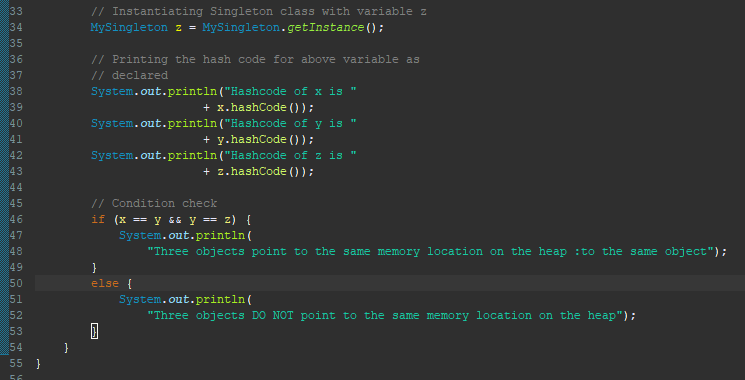 33 // Instantiating Singleton class with variable z
34 MySingleton z = MySingleton.getInstance();
35
36 // Printing the hash code for above variable as
37 // declared
38 System.out.println("Hashcode of x is "
39 + x.hashCode());
40 System.out.println("Hashcode of y is "
41 + y.hashCode());
42 System.out.println("Hashcode of z is "
43 + z.hashCode());
44
45 // Condition check
46 if (x == y && y == z) {
47 System.out.println(
48 "Three objects point to the same memory location on the heap :to the same object");
49 }
50 else {
51 System.out.println(
52 "Three objects DO NOT point to the same memory location on the heap");
53 }
54 }
55 }
56